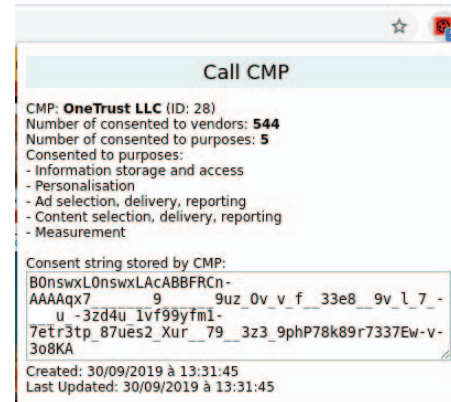 Call CMP
CMP: OneTrust LLC (ID: 28)
Number of consented to vendors: 544
Number of consented to purposes: 5
Consented to purposes:
- Information storage and access
- Personalisation
- Ad selection, delivery, reporting
- Content selection, delivery, reporting
- Measurement
Consent string stored by CMP:
BOnswxLOnswxLAcABBFRCn-
AAAAqx7_______9______9uz_Ov_v_f__33e8__9v_l_7_-
___u_-3zd4u_1vf99yfm1-
7etr3tp_87ues2_Xur__79__3z3_9phP78k89r7337Ew-v-
3o8KA
Created: 30/09/2019 à 13:31:45
Last Updated: 30/09/2019 à 13:31:45